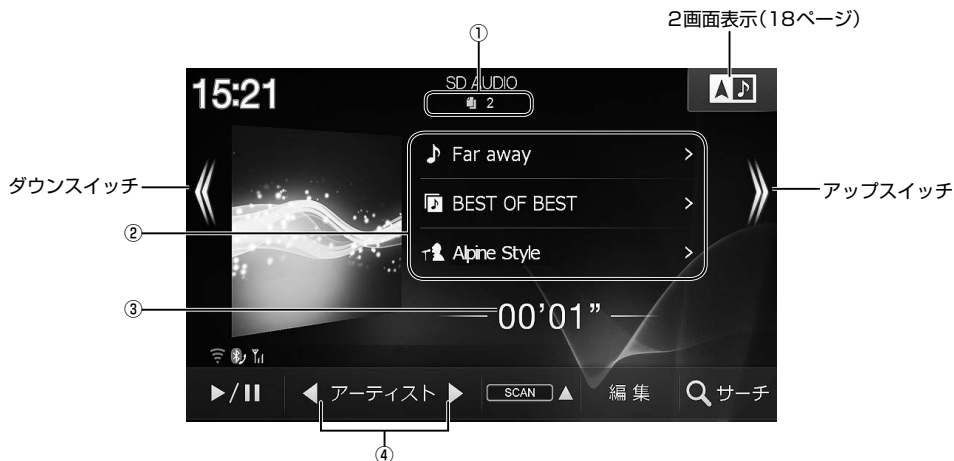 ①
2画面表示(18ページ)
15:21
SD AUDIO
2
Far away
ダウンスイッチ
アップスイッチ
BEST OF BEST
②
Alpine Style
③
00'01”
▶/II
◀ アーティスト ▶
SCAN ▲
編集
サーチ
④